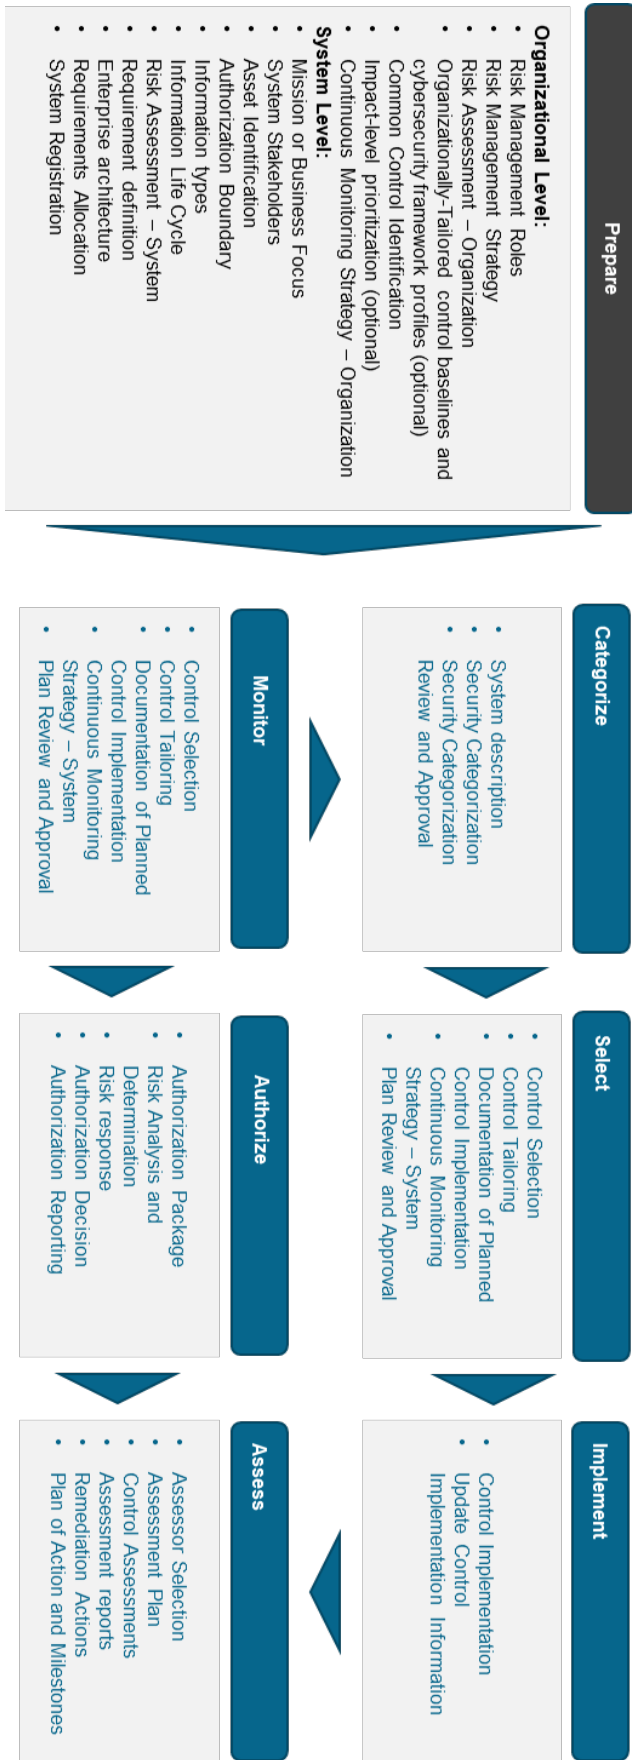 Prepare
Organizational Level:
• Risk Management Roles
• Risk Management Strategy
• Risk Assessment – Organization
• Organizationally-Tailored control baselines and
cybersecurity framework profiles (optional)
• Common Control Identification
• Impact-level prioritization (optional)
• Continuous Monitoring Strategy – Organization
System Level:
• Mission or Business Focus
• System Stakeholders
• Asset Identification
• Authorization Boundary
• Information types
• Information Life Cycle
• Risk Assessment – System
• Requirement definition
• Enterprise architecture
• Requirements Allocation
• System Registration
Categorize
• System description
• Security Categorization
• Security Categorization
Review and Approval
Select
• Control Selection
• Control Tailoring
• Documentation of Planned
Control Implementation
• Continuous Monitoring
Strategy – System
• Plan Review and Approval
Implement
• Control Implementation
• Update Control
Implementation Information
Monitor
• Control Selection
• Control Tailoring
• Documentation of Planned
Control Implementation
• Continuous Monitoring
Strategy – System
• Plan Review and Approval
Authorize
• Authorization Package
• Risk Analysis and
Determination
• Risk response
• Authorization Decision
• Authorization Reporting
Assess
• Assessor Selection
• Assessment Plan
• Control Assessments
• Assessment reports
• Remediation Actions
• Plan of Action and Milestones